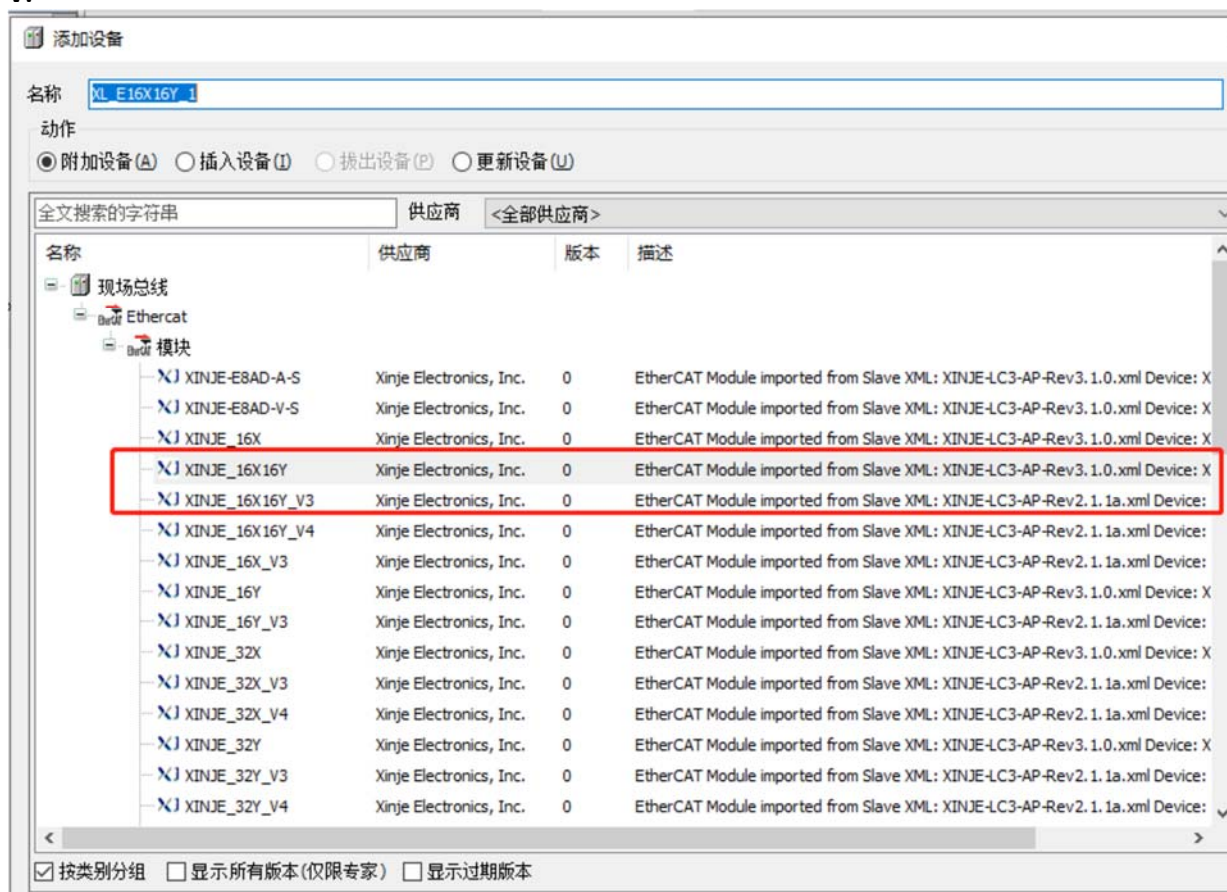 添加设备
名称 XL_E16X16Y_1
动作
附加设备(A) 插入设备(I) 拔出设备(P) 更新设备(U)
全文搜索的字符串 供应商 <全部供应商>
名称 供应商 版本 描述
现场总线
Ethercat
模块
XINJE-E8AD-A-S Xinje Electronics, Inc. 0 EtherCAT Module imported from Slave XML: XINJE-LC3-AP-Rev3.1.0.xml Device: X
XINJE-E8AD-V-S Xinje Electronics, Inc. 0 EtherCAT Module imported from Slave XML: XINJE-LC3-AP-Rev3.1.0.xml Device: X
XINJE_16X Xinje Electronics, Inc. 0 EtherCAT Module imported from Slave XML: XINJE-LC3-AP-Rev3.1.0.xml Device: X
XINJE_16X16Y Xinje Electronics, Inc. 0 EtherCAT Module imported from Slave XML: XINJE-LC3-AP-Rev3.1.0.xml Device: X
XINJE_16X16Y_V3 Xinje Electronics, Inc. 0 EtherCAT Module imported from Slave XML: XINJE-LC3-AP-Rev2.1.1a.xml Device:
XINJE_16X16Y_V4 Xinje Electronics, Inc. 0 EtherCAT Module imported from Slave XML: XINJE-LC3-AP-Rev2.1.1a.xml Device:
XINJE_16X_V3 Xinje Electronics, Inc. 0 EtherCAT Module imported from Slave XML: XINJE-LC3-AP-Rev2.1.1a.xml Device:
XINJE_16Y Xinje Electronics, Inc. 0 EtherCAT Module imported from Slave XML: XINJE-LC3-AP-Rev3.1.0.xml Device: X
XINJE_16Y_V3 Xinje Electronics, Inc. 0 EtherCAT Module imported from Slave XML: XINJE-LC3-AP-Rev2.1.1a.xml Device:
XINJE_32X Xinje Electronics, Inc. 0 EtherCAT Module imported from Slave XML: XINJE-LC3-AP-Rev3.1.0.xml Device: X
XINJE_32X_V3 Xinje Electronics, Inc. 0 EtherCAT Module imported from Slave XML: XINJE-LC3-AP-Rev2.1.1a.xml Device:
XINJE_32X_V4 Xinje Electronics, Inc. 0 EtherCAT Module imported from Slave XML: XINJE-LC3-AP-Rev2.1.1a.xml Device:
XINJE_32Y Xinje Electronics, Inc. 0 EtherCAT Module imported from Slave XML: XINJE-LC3-AP-Rev3.1.0.xml Device: X
XINJE_32Y_V3 Xinje Electronics, Inc. 0 EtherCAT Module imported from Slave XML: XINJE-LC3-AP-Rev2.1.1a.xml Device:
XINJE_32Y_V4 Xinje Electronics, Inc. 0 EtherCAT Module imported from Slave XML: XINJE-LC3-AP-Rev2.1.1a.xml Device:
按类别分组 显示所有版本(仅限专家) 显示过期版本